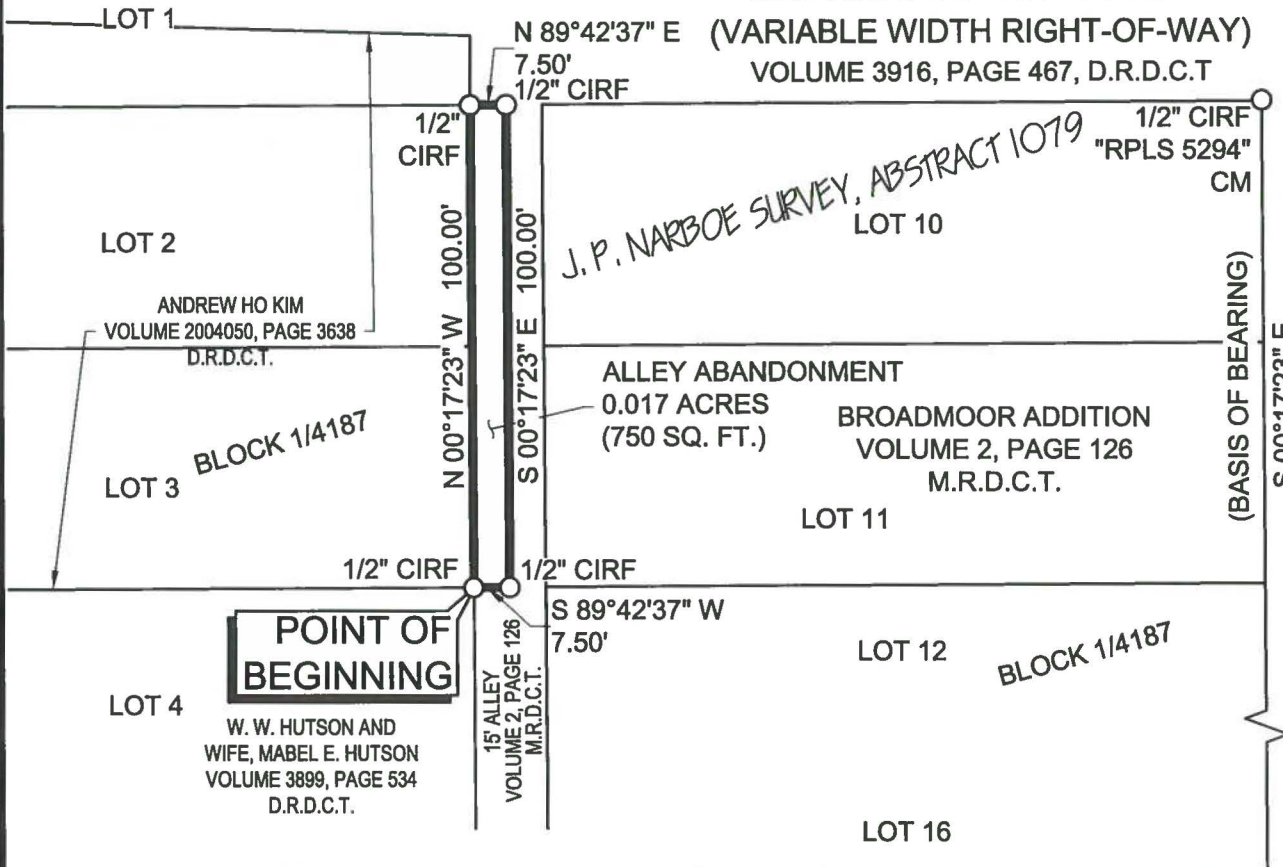 LOT 1
N 89°42'37" E
7.50'
1/2" CIRF
(VARIABLE WIDTH RIGHT-OF-WAY)
VOLUME 3916, PAGE 467, D.R.D.C.T
1/2"
CIRF
1/2" CIRF
"RPLS 5294"
CM
J. P. NARBOE SURVEY, ABSTRACT 1079
LOT 2
LOT 10
ANDREW HO KIM
VOLUME 2004050, PAGE 3638
D.R.D.C.T.
N 00°17'23" W 100.00'
S 00°17'23" E 100.00'
ALLEY ABANDONMENT
0.017 ACRES
(750 SQ. FT.)
BROADMOOR ADDITION
VOLUME 2, PAGE 126
M.R.D.C.T.
(BASIS OF BEARING)
S 00°17'23" E
BLOCK 1/4187
LOT 3
LOT 11
1/2" CIRF
1/2" CIRF
S 89°42'37" W
7.50'
POINT OF
BEGINNING
15' ALLEY
VOLUME 2, PAGE 126
M.R.D.C.T.
LOT 12
BLOCK 1/4187
LOT 4
W. W. HUTSON AND
WIFE, MABEL E. HUTSON
VOLUME 3899, PAGE 534
D.R.D.C.T.
LOT 16